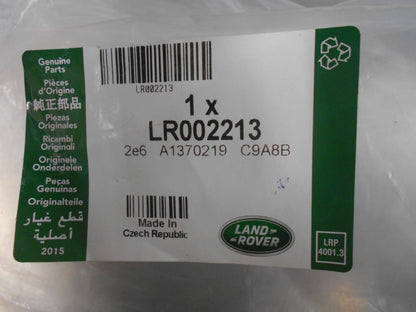 Genuine
Parts
Pièces
d'Origine
純正部品
Piezas
Originales
Ricambi
Originali
Originele
Onderdelen
Peças
Genuínas
Originalteile
قطع غيار
أصلية
2015
LR002213
1 x
LR002213
2e6 A1370219 C9A8B
Made In
Czech Republic
LAND
ROVER
LRP
4001.3